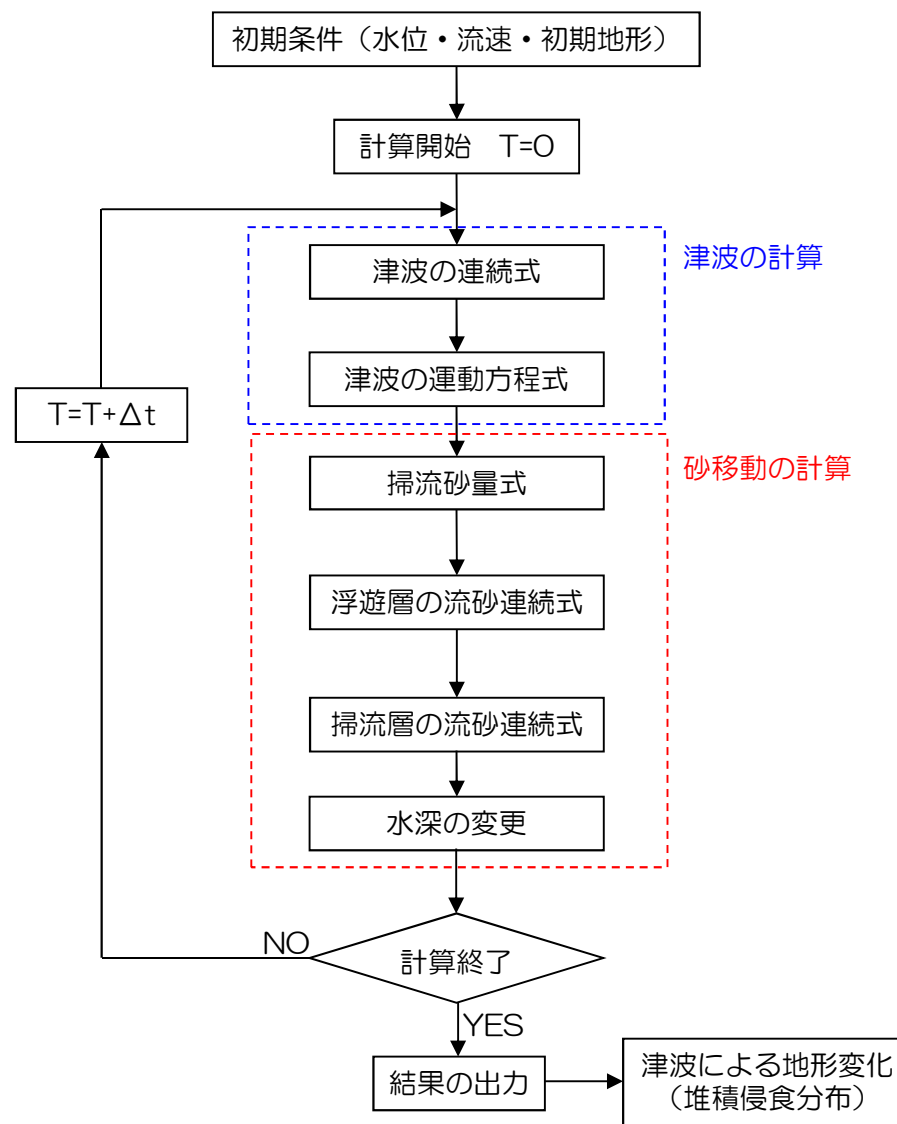 初期条件（水位・流速・初期地形）
計算開始　T=0
津波の計算
津波の連続式
津波の運動方程式
T=T+Δt
砂移動の計算
掃流砂量式
浮遊層の流砂連続式
掃流層の流砂連続式
水深の変更
NO
計算終了
YES
結果の出力
津波による地形変化
（堆積侵食分布）